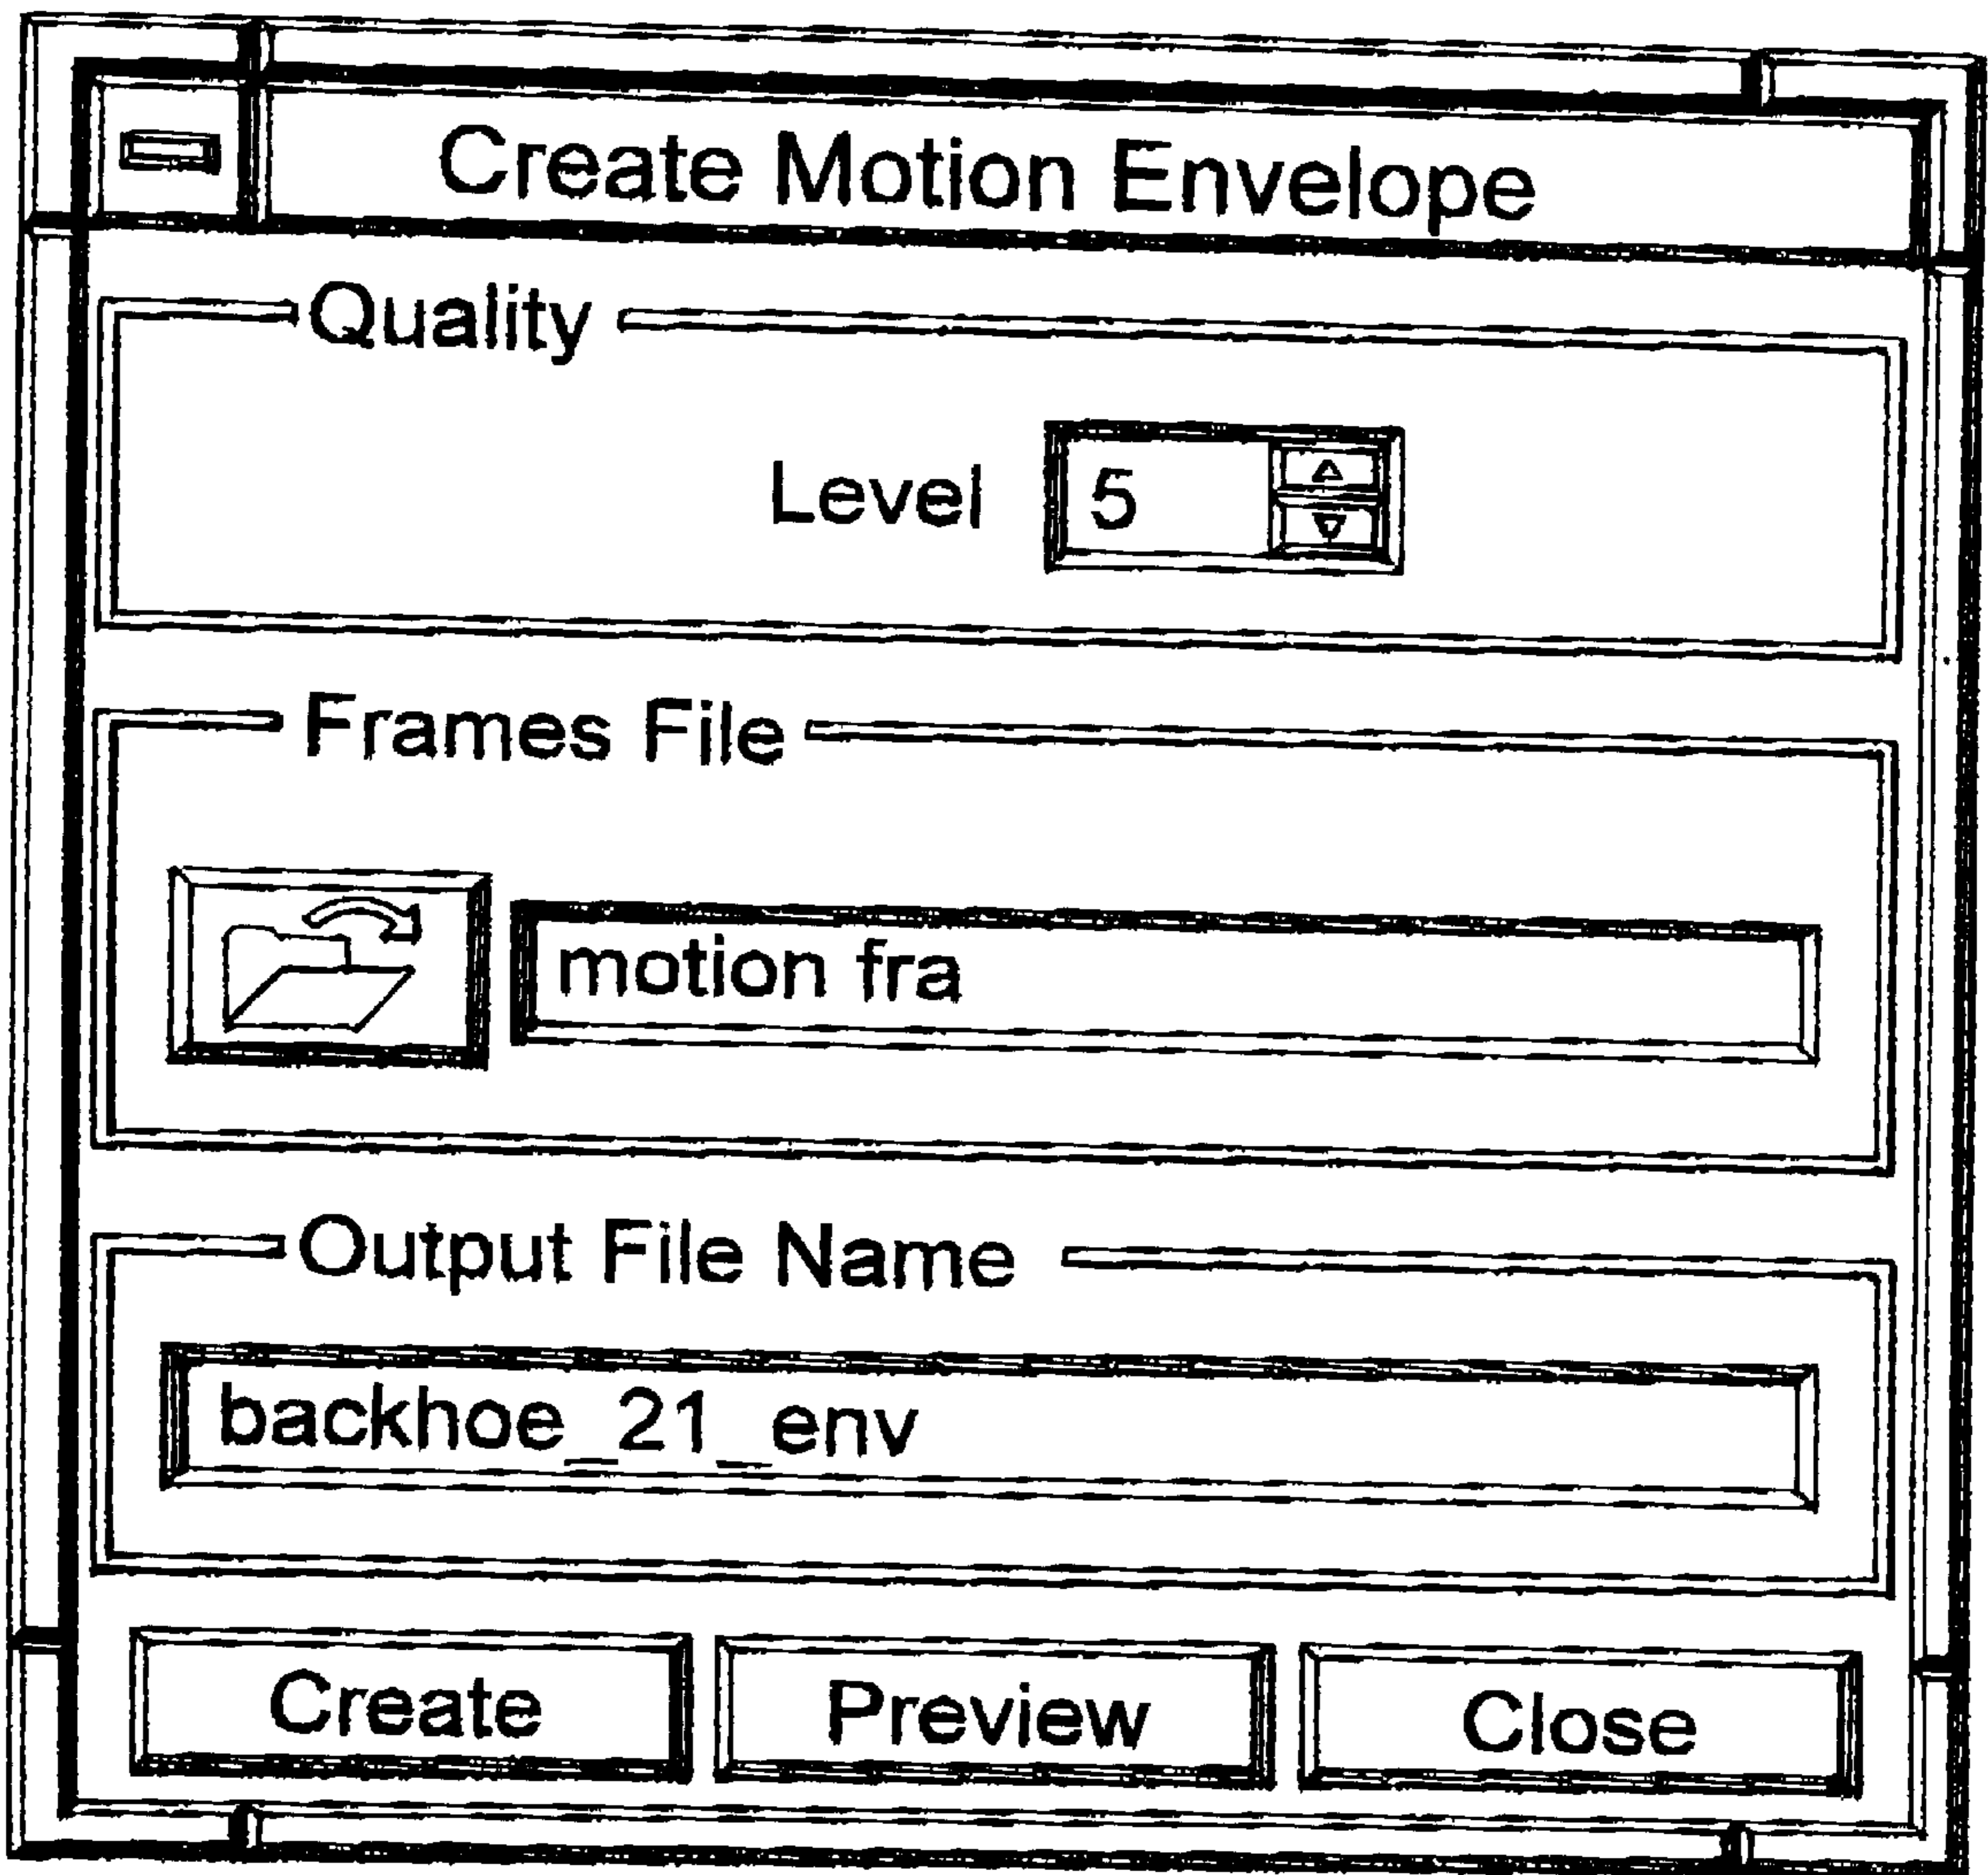 Create Motion Envelope
Quality
Level 5
Frames File
motion fra
Output File Name
backhoe_21_env
Create Preview Close